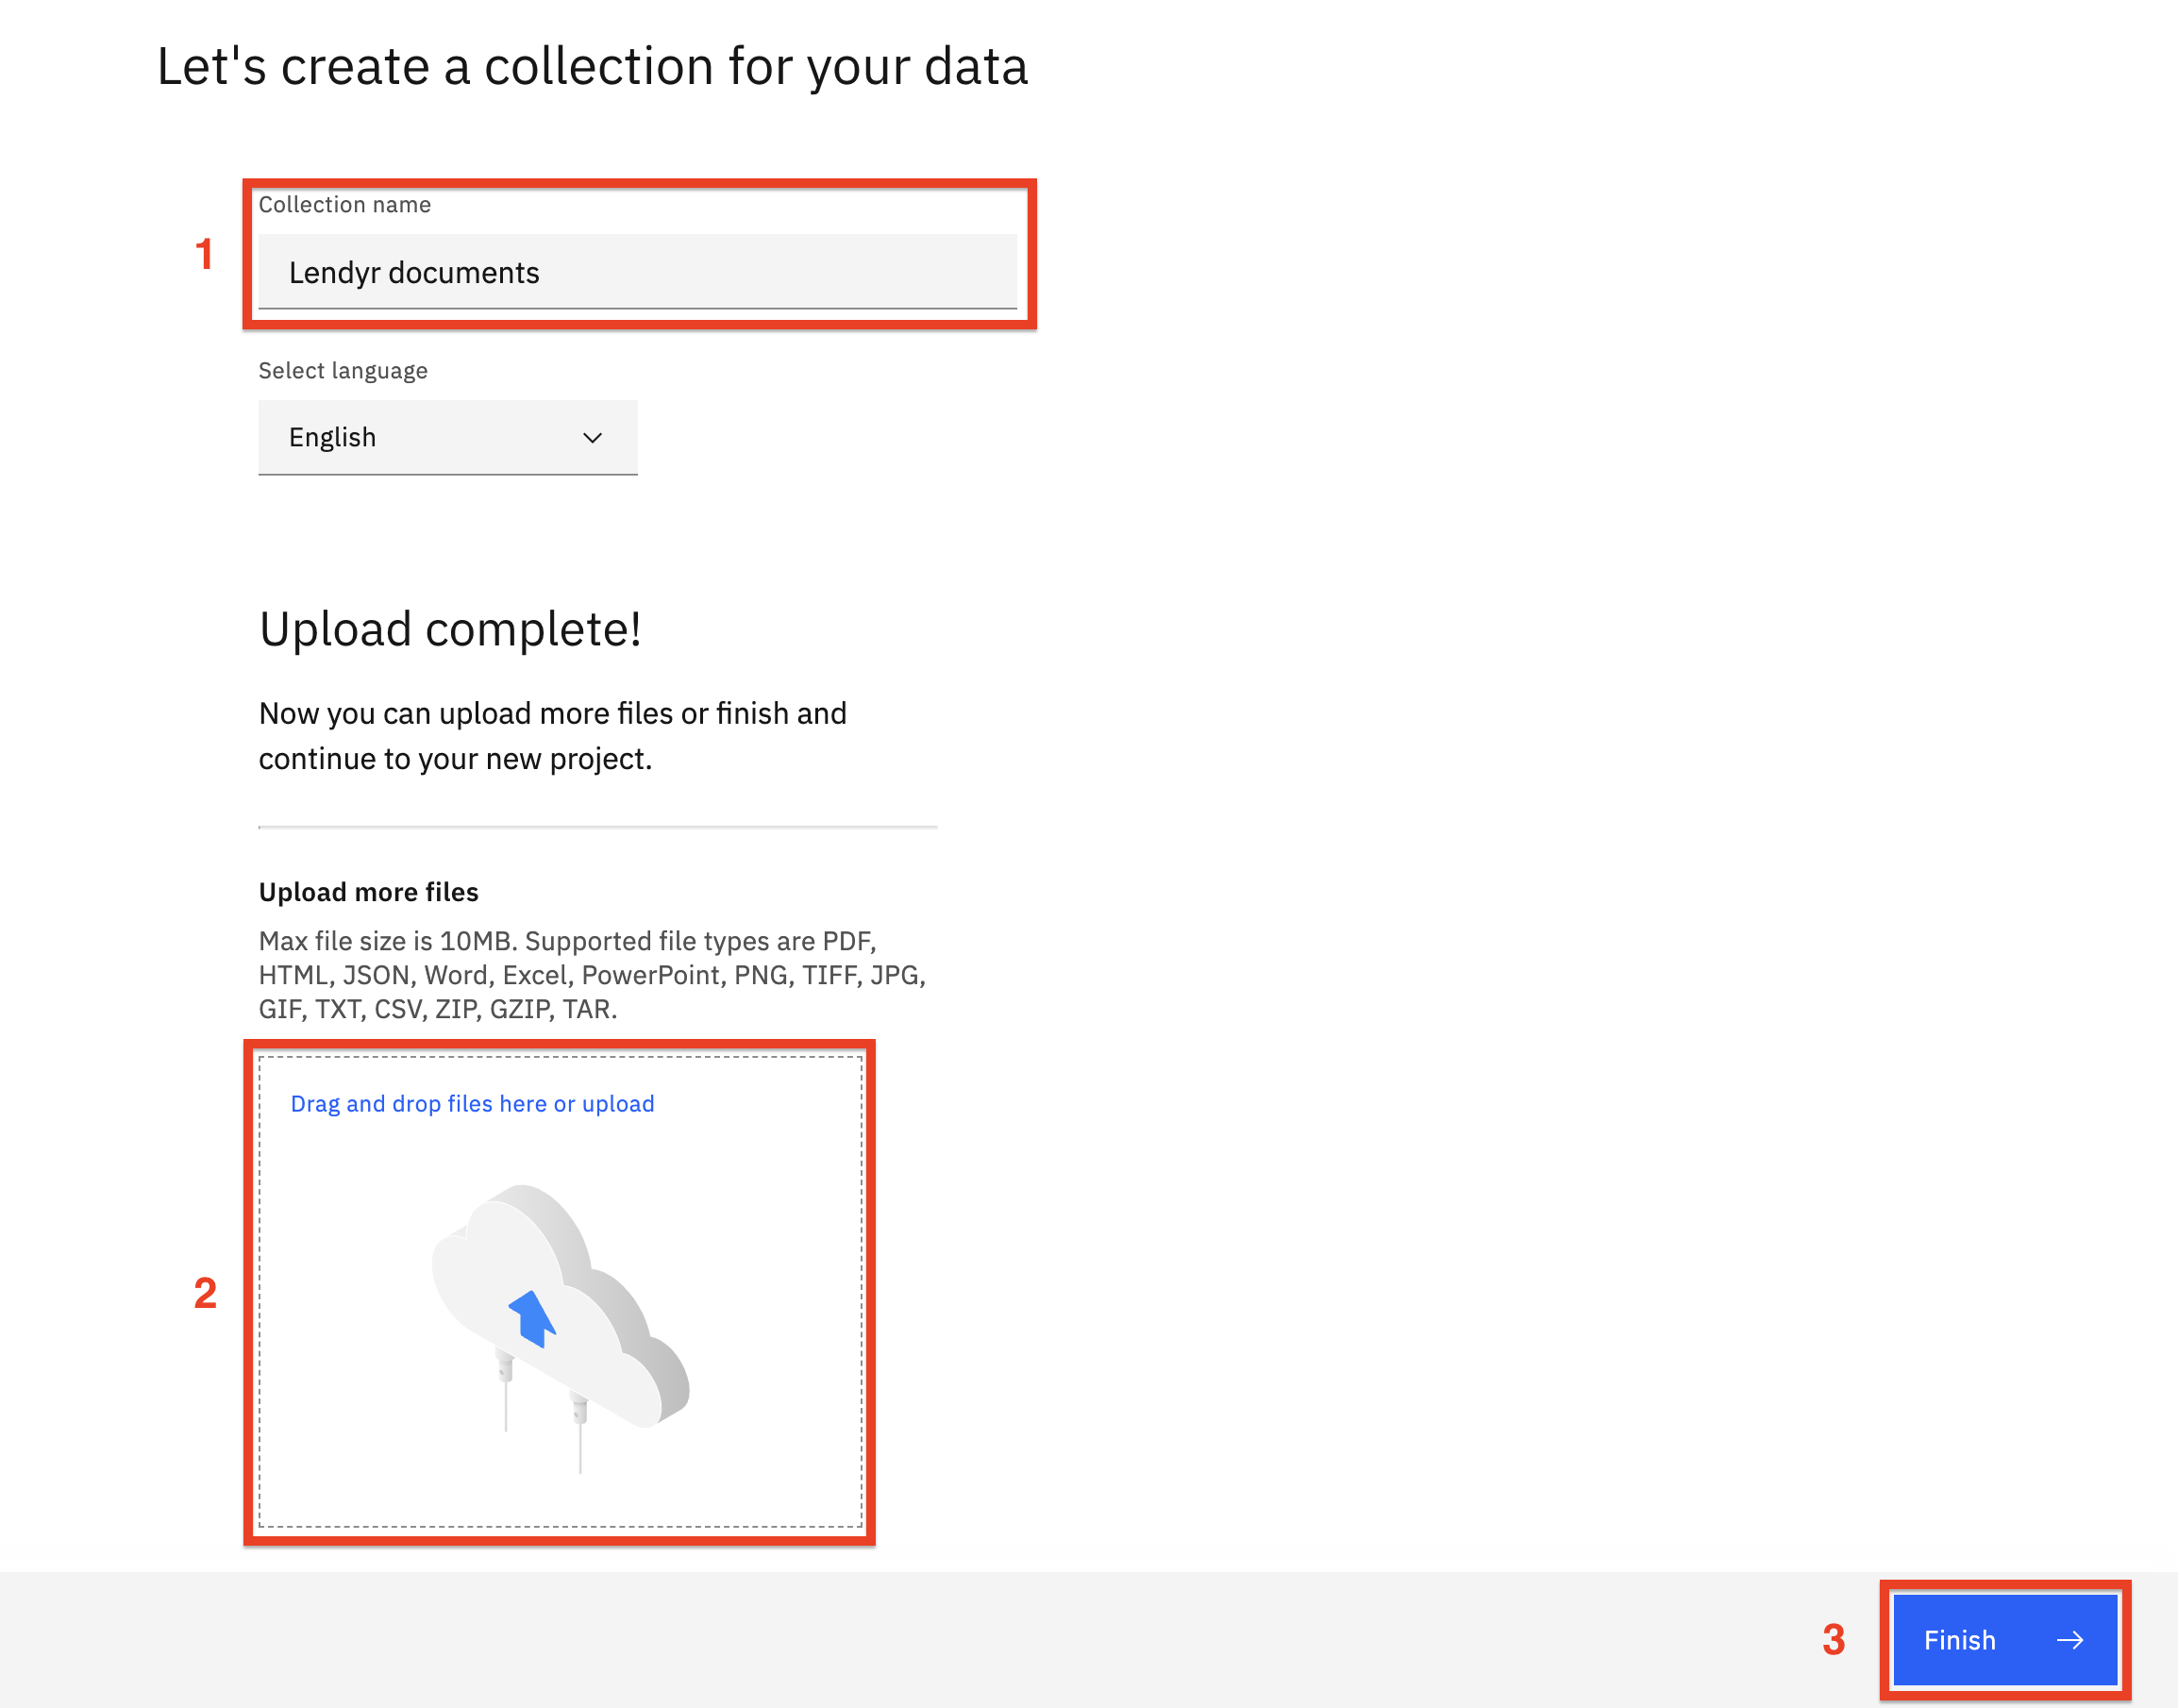 Let's create a collection for your data
Collection name
1
Lendyr documents
Select language
English
Upload complete!
Now you can upload more files or finish and
continue to your new project.
Upload more files
Max file size is 10MB. Supported file types are PDF,
HTML, JSON, Word, Excel, PowerPoint, PNG, TIFF, JPG,
GIF, TXT, CSV, ZIP, GZIP, TAR.
Drag and drop files here or upload
2
3
Finish